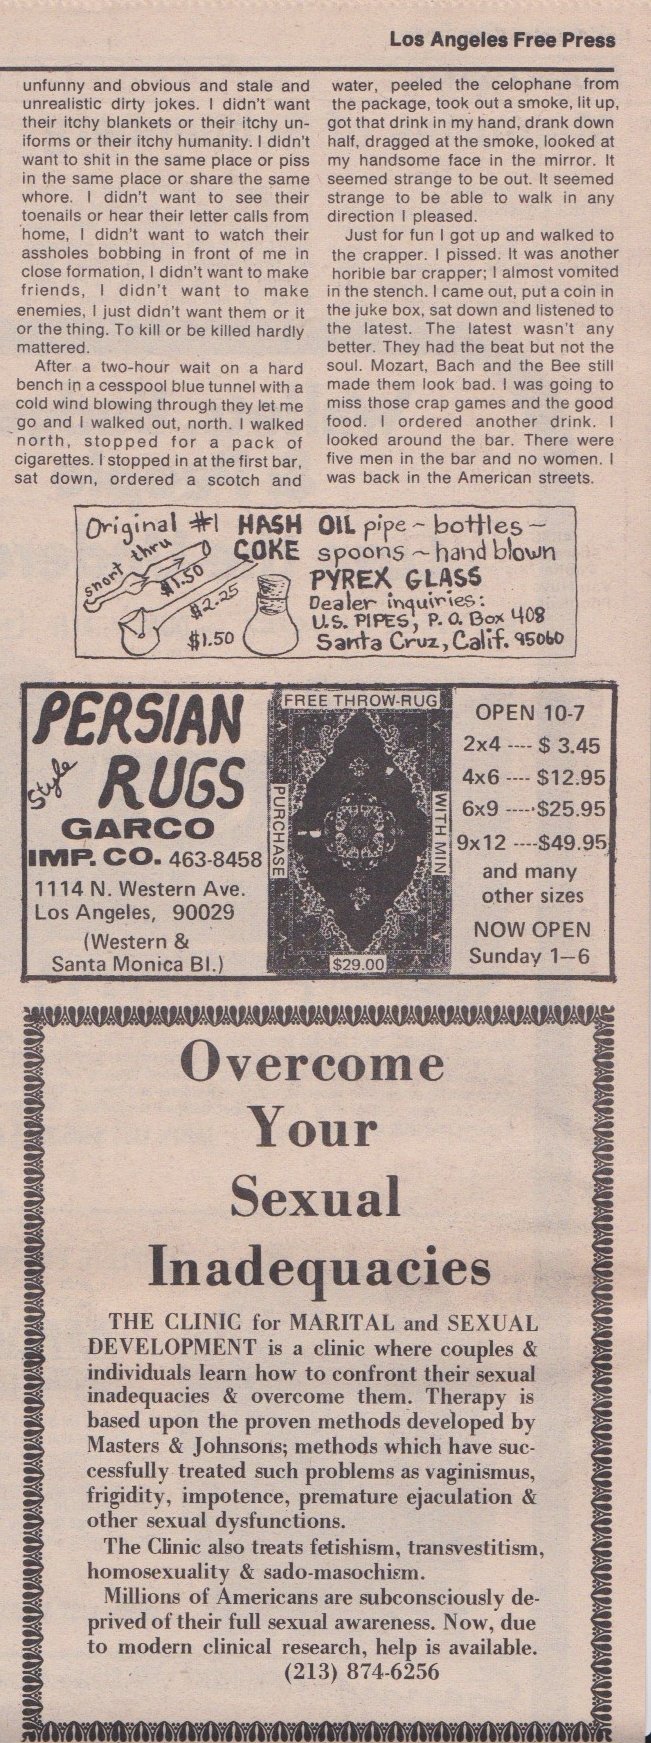 Los Angeles Free Press
unfunny and obvious and stale and
unrealistic dirty jokes. I didn't want
their itchy blankets or their itchy un-
iforms or their itchy humanity. I didn't
want to shit in the same place or piss
in the same place or share the same
whore. I didn't want to see their
toenails or hear their letter calls from
home, I didn't want to watch their
assholes bobbing in front of me in
close formation, I didn't want to make
friends, I didn't want to make
enemies, I just didn't want them or it
or the thing. To kill or be killed hardly
mattered.
After a two-hour wait on a hard
bench in a cesspool blue tunnel with a
cold wind blowing through they let me
go and I walked out, north. I walked
north, stopped for a pack of
cigarettes. I stopped in at the first bar,
sat down, ordered a scotch and
water, peeled the celophane from
the package, took out a smoke, lit up,
got that drink in my hand, drank down
half, dragged at the smoke, looked at
my handsome face in the mirror. It
seemed strange to be out. It seemed
strange to be able to walk in any
direction I pleased.
Just for fun I got up and walked to
the crapper. I pissed. It was another
horible bar crapper; I almost vomited
in the stench. I came out, put a coin in
the juke box, sat down and listened to
the latest. The latest wasn't any
better. They had the beat but not the
soul. Mozart, Bach and the Bee still
made them look bad. I was going to
miss those crap games and the good
food. I ordered another drink. I
looked around the bar. There were
five men in the bar and no women. I
was back in the American streets.
Original #1 HASH OIL pipe ~ bottles ~
COKE spoons ~ hand blown
PYREX GLASS
snort thru
$1.50
$2.25
$1.50
Dealer inquiries:
U.S. PIPES, P.O. Box 408
Santa Cruz, Calif. 95060
PERSIAN
Style RUGS
GARCO
IMP. CO. 463-8458
1114 N. Western Ave.
Los Angeles, 90029
(Western &
Santa Monica Bl.)
FREE THROW-RUG
WITH MIN
PURCHASE
$29.00
OPEN 10-7
2x4 ---- $ 3.45
4x6 ---- $12.95
6x9 ----- $25.95
9x12 ----$49.95
and many
other sizes
NOW OPEN
Sunday 1–6
Overcome
Your
Sexual
Inadequacies
THE CLINIC for MARITAL and SEXUAL
DEVELOPMENT is a clinic where couples &
individuals learn how to confront their sexual
inadequacies & overcome them. Therapy is
based upon the proven methods developed by
Masters & Johnsons; methods which have suc-
cessfully treated such problems as vaginismus,
frigidity, impotence, premature ejaculation &
other sexual dysfunctions.
The Clinic also treats fetishism, transvestitism,
homosexuality & sado-masochism.
Millions of Americans are subconsciously de-
prived of their full sexual awareness. Now, due
to modern clinical research, help is available.
(213) 874-6256